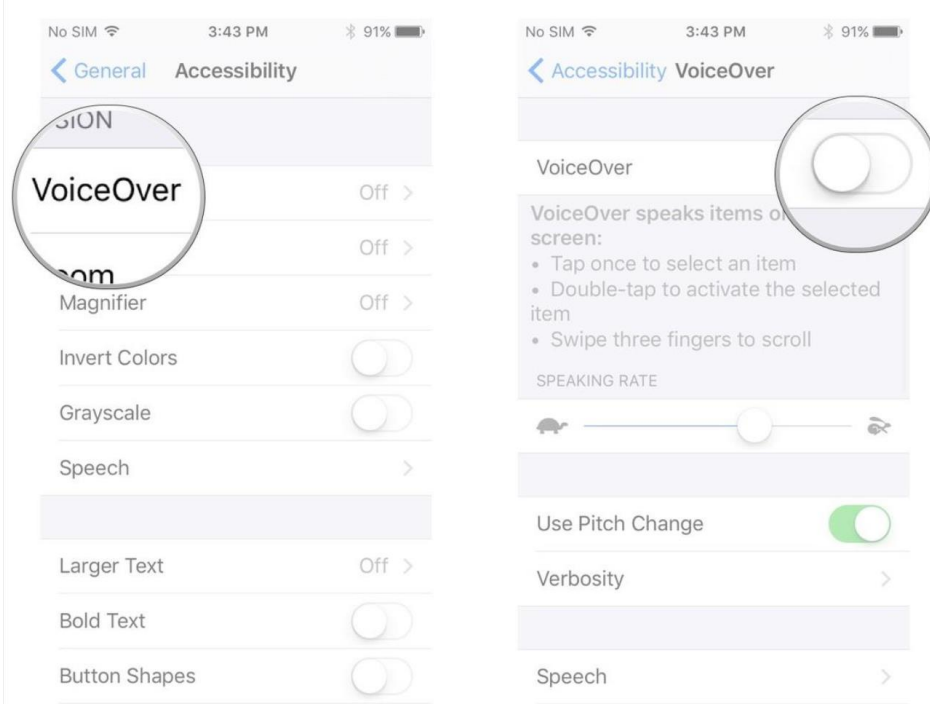 No SIM 3:43 PM 91%
General Accessibility
SION
VoiceOver Off
oom Off
Magnifier Off
Invert Colors
Grayscale
Speech
Larger Text Off
Bold Text
Button Shapes
No SIM 3:43 PM 91%
Accessibility VoiceOver
VoiceOver
VoiceOver speaks items o
screen:
• Tap once to select an item
• Double-tap to activate the selected
item
• Swipe three fingers to scroll
SPEAKING RATE
Use Pitch Change
Verbosity
Speech